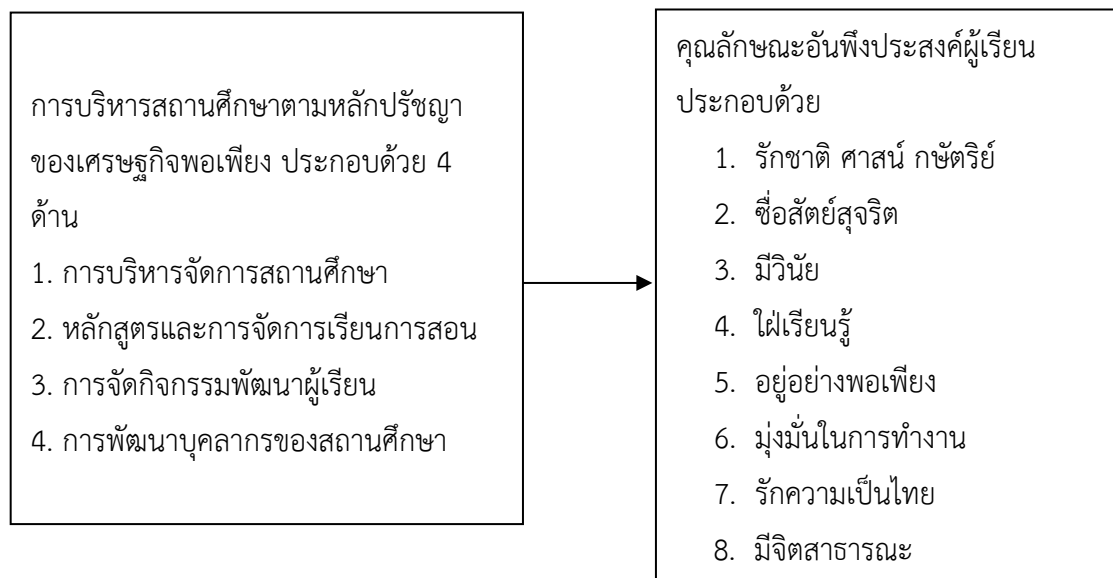 การบริหารสถานศึกษาตามหลักปรัชญา
ของเศรษฐกิจพอเพียง ประกอบด้วย 4
ด้าน
1. การบริหารจัดการสถานศึกษา
2. หลักสูตรและการจัดการเรียนการสอน
3. การจัดกิจกรรมพัฒนาผู้เรียน
4. การพัฒนาบุคลากรของสถานศึกษา
คุณลักษณะอันพึงประสงค์ผู้เรียน
ประกอบด้วย
1. รักชาติ ศาสน์ กษัตริย์
2. ซื่อสัตย์สุจริต
3. มีวินัย
4. ใฝ่เรียนรู้
5. อยู่อย่างพอเพียง
6. มุ่งมั่นในการทำงาน
7. รักความเป็นไทย
8. มีจิตสาธารณะ